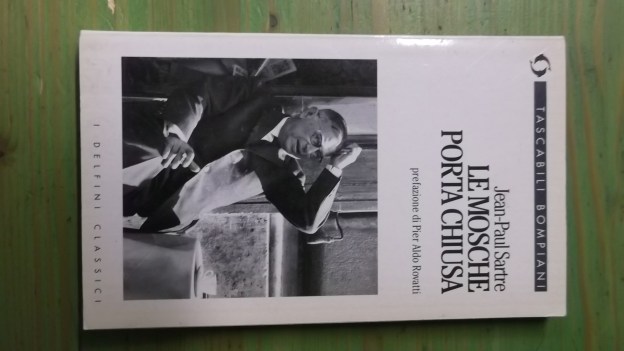 TASCABILI BOMPIANI
Jean-Paul Sartre
LE MOSCHE
PORTA CHIUSA
prefazione di Pier Aldo Rovatti
I DELFINI CLASSICI